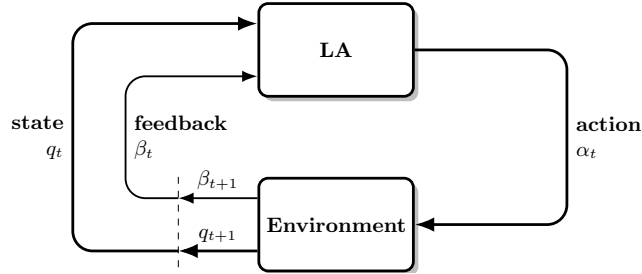 LA
state
q_t
feedback
β_t
action
α_t
β_{t+1}
Environment
q_{t+1}